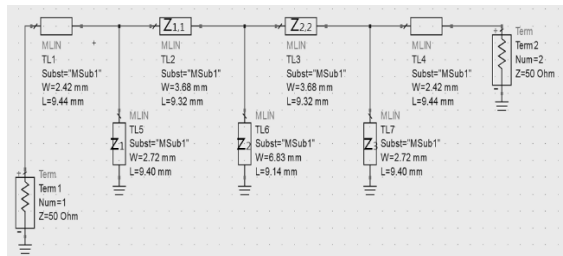 Z1,1
Z2,2
MLIN
TL1
Subst="MSub1"
W=2.42 mm
L=9.44 mm
MLIN
TL2
Subst="MSub1"
W=3.68 mm
L=9.32 mm
MLIN
TL3
Subst="MSub1"
W=3.68 mm
L=9.32 mm
MLIN
TL4
Subst="MSub1"
W=2.42 mm
L=9.44 mm
Term
Term2
Num=2
Z=50 Ohm
Z1
MLIN
TL5
Subst="MSub1"
W=2.72 mm
L=9.40 mm
Z2
MLIN
TL6
Subst="MSub1"
W=6.83 mm
L=9.14 mm
Z3
MLIN
TL7
Subst="MSub1"
W=2.72 mm
L=9.40 mm
Term
Term1
Num=1
Z=50 Ohm